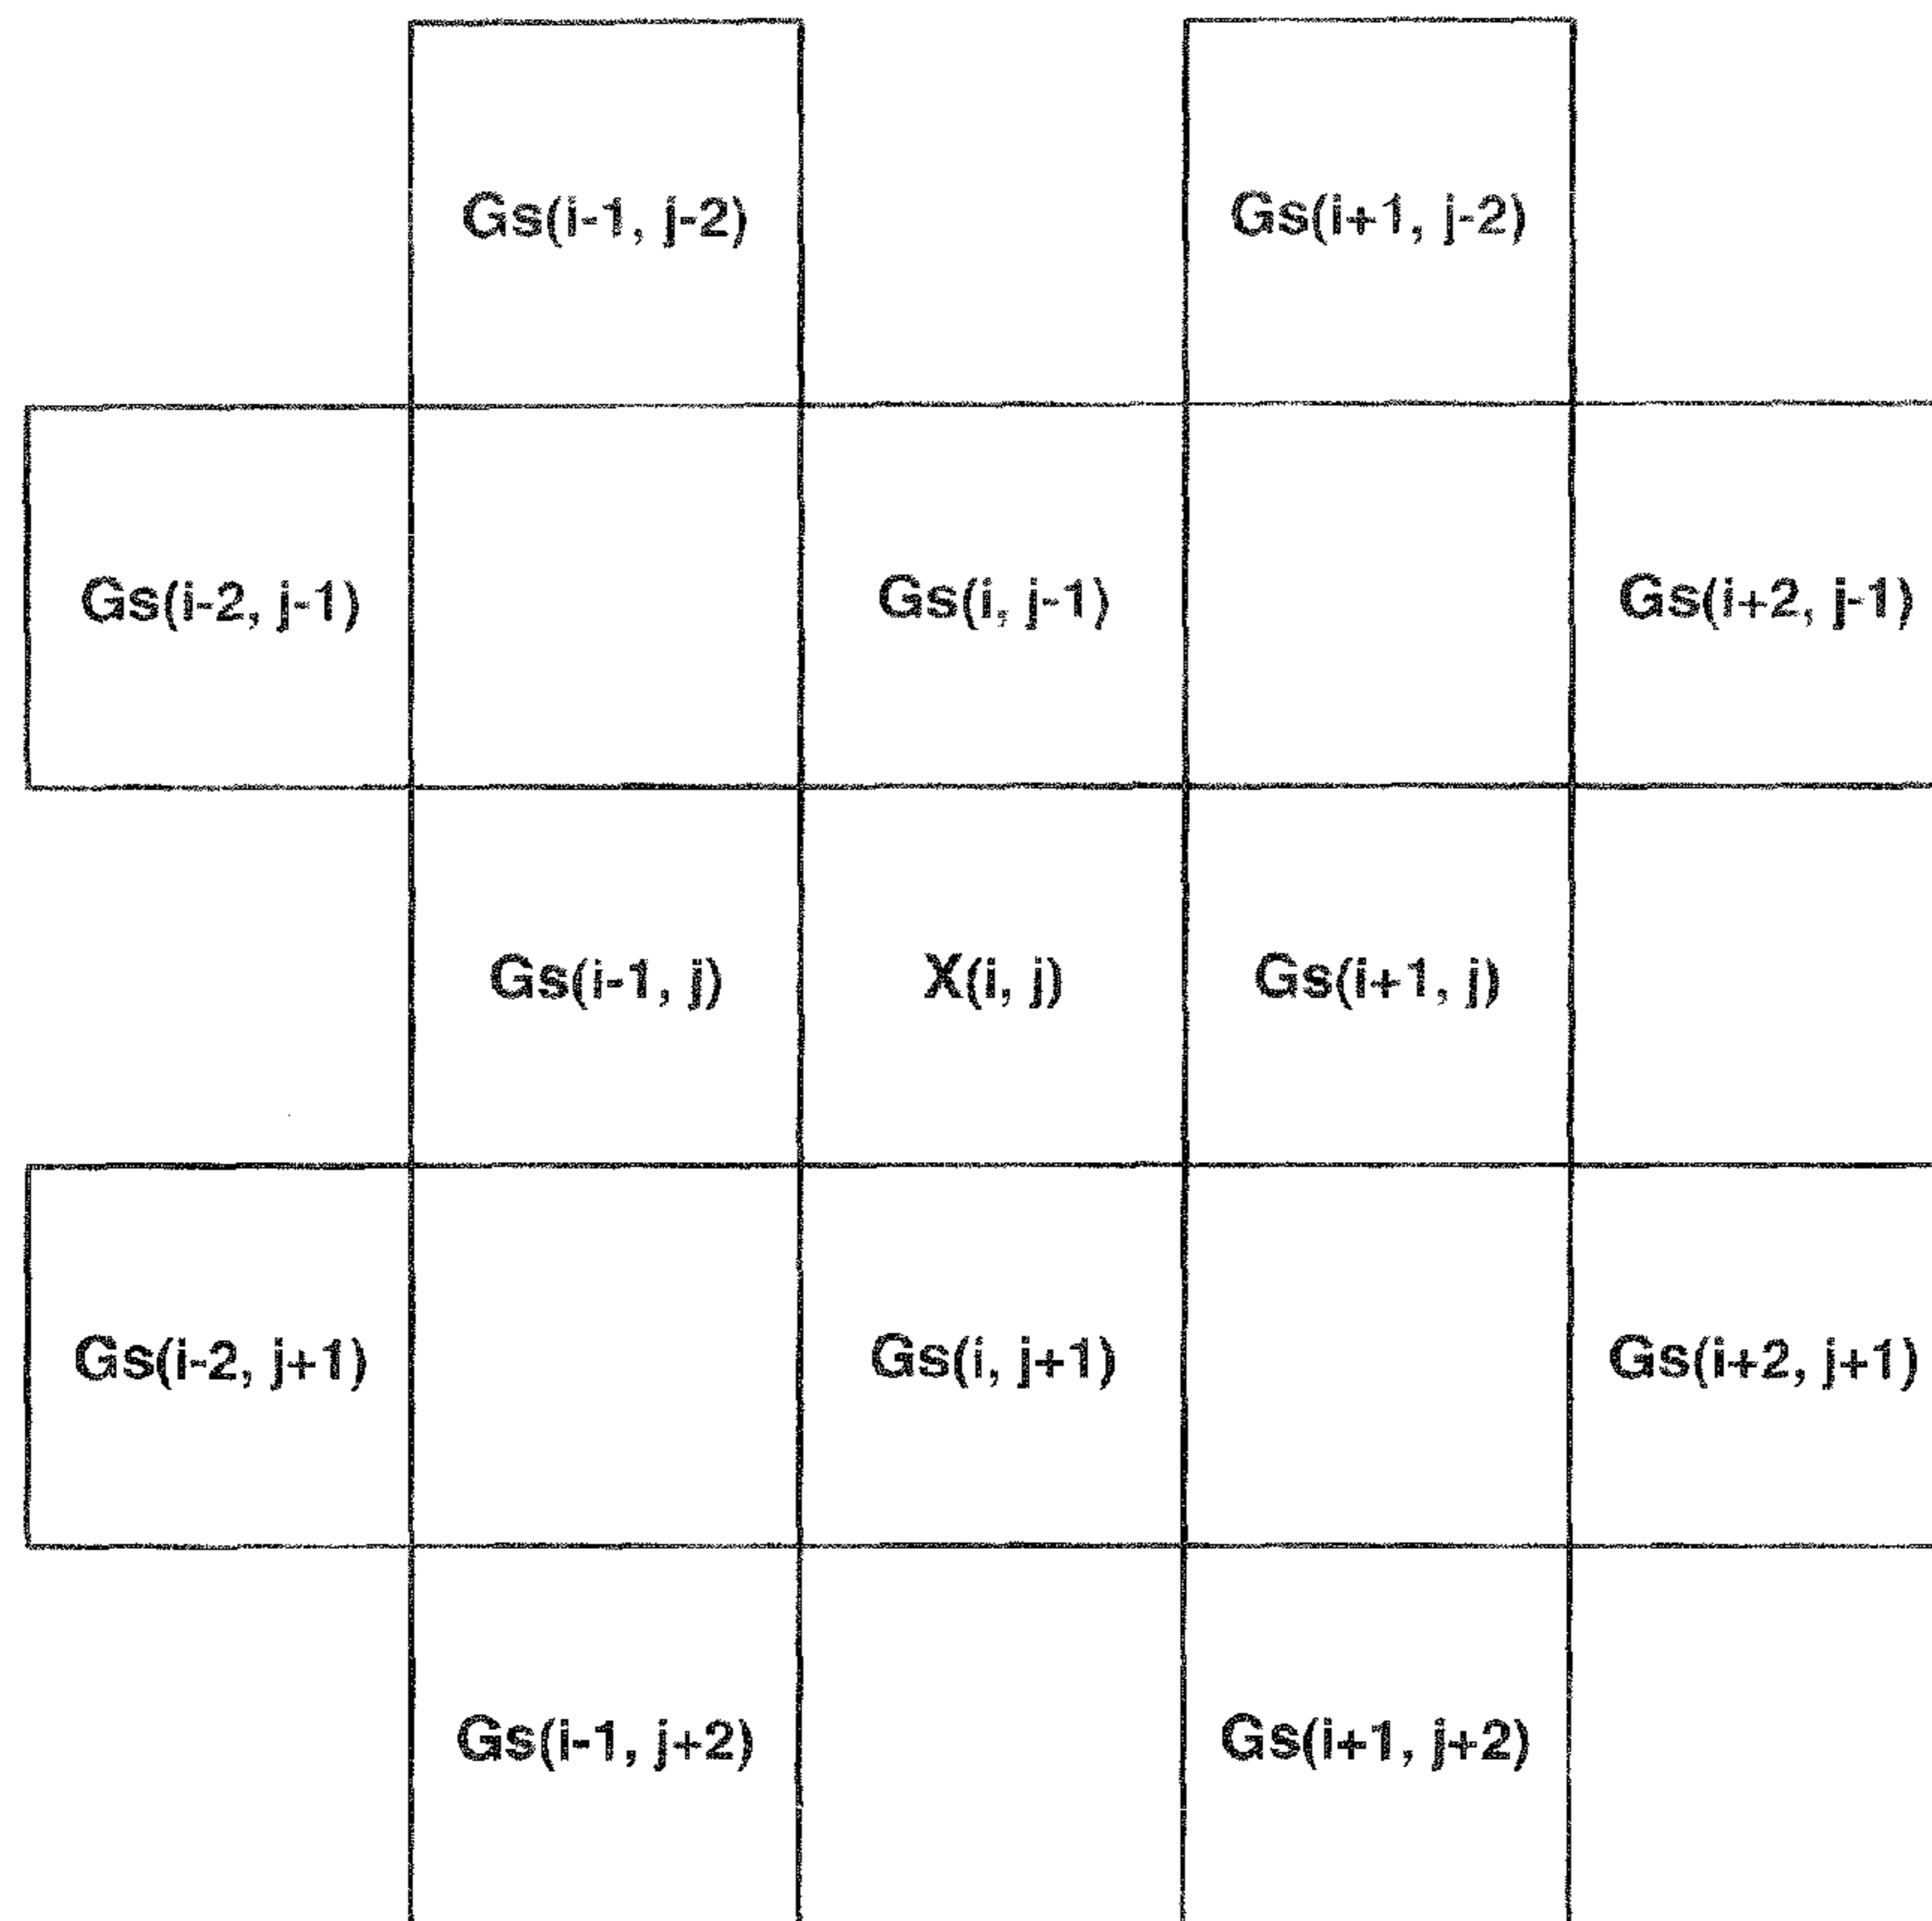 Gs(i-1, j-2) Gs(i+1, j-2)
Gs(i-2, j-1) Gs(i, j-1) Gs(i+2, j-1)
Gs(i-1, j) X(i, j) Gs(i+1, j)
Gs(i-2, j+1) Gs(i, j+1) Gs(i+2, j+1)
Gs(i-1, j+2) Gs(i+1, j+2)